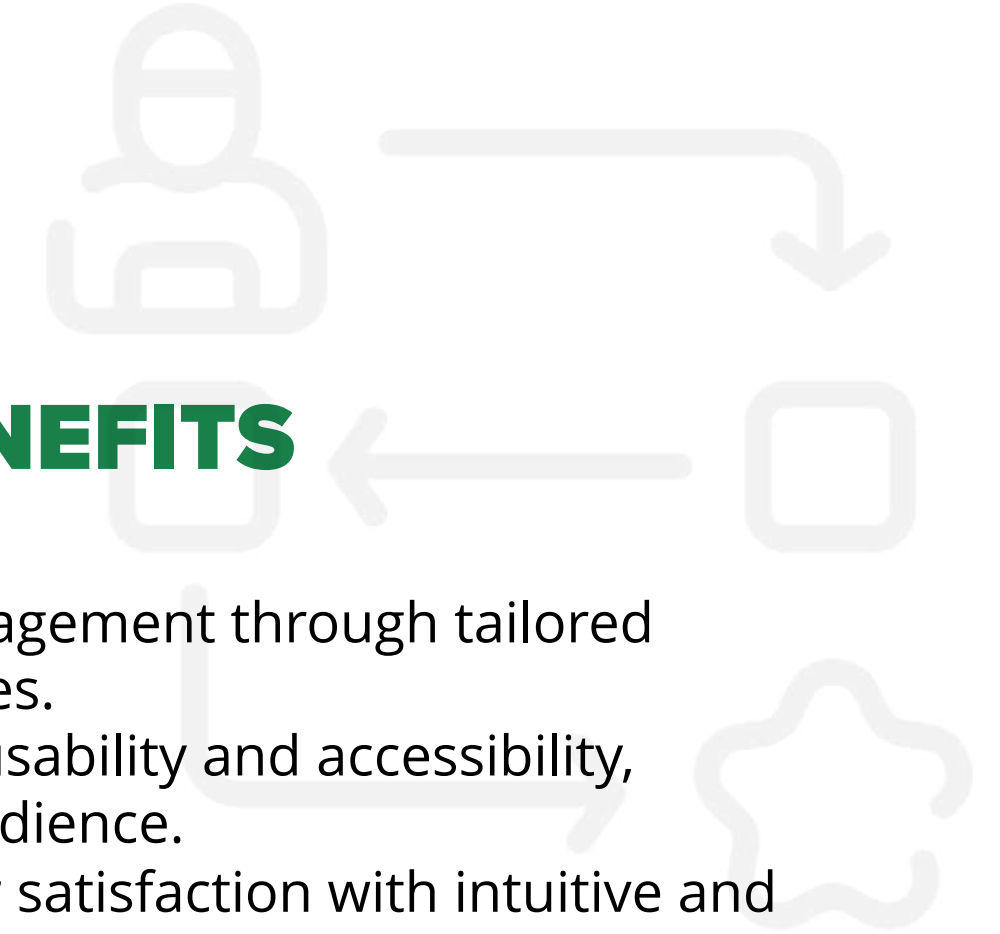 NEFITS
agement through tailored
es.
usability and accessibility,
dience.
satisfaction with intuitive and